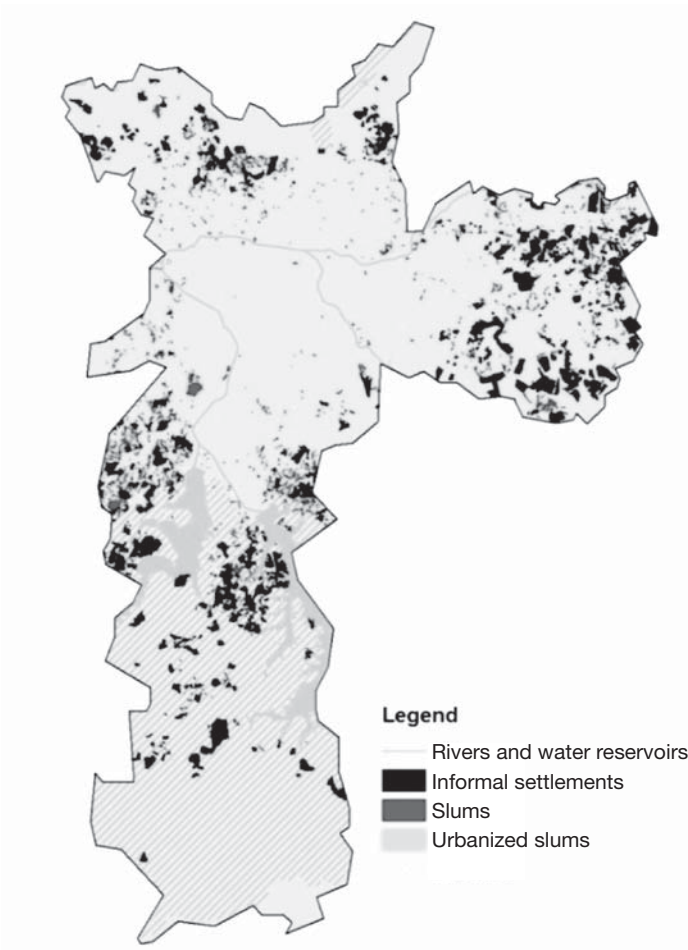 Legend
Rivers and water reservoirs
Informal settlements
Slums
Urbanized slums